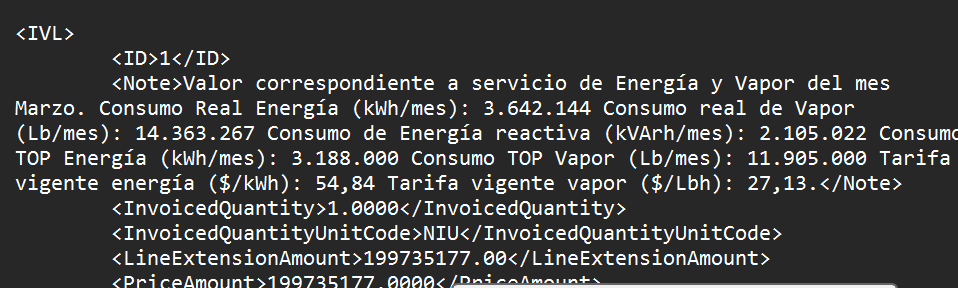 <IVL>
<ID>1</ID>
<Note>Valor correspondiente a servicio de Energía y Vapor del mes
Marzo. Consumo Real Energía (kWh/mes): 3.642.144 Consumo real de Vapor
(Lb/mes): 14.363.267 Consumo de Energía reactiva (kVArh/mes): 2.105.022 Consumo
TOP Energía (kWh/mes): 3.188.000 Consumo TOP Vapor (Lb/mes): 11.905.000 Tarifa
vigente energía ($/kWh): 54,84 Tarifa vigente vapor ($/Lbh): 27,13.</Note>
<InvoicedQuantity>1.0000</InvoicedQuantity>
<InvoicedQuantityUnitCode>NIU</InvoicedQuantityUnitCode>
<LineExtensionAmount>199735177.00</LineExtensionAmount>
<PriceAmount>199735177.0000</PriceAmount>